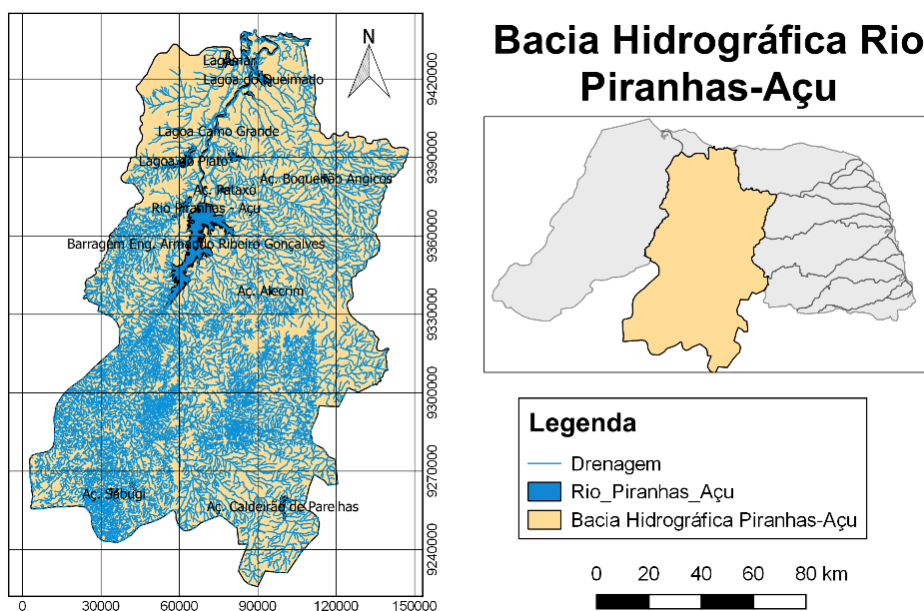 Bacia Hidrográfica Rio
Piranhas-Açu
N
Lagamar
Lagoa do Queimado
Lagoa Camo Grande
Lagoa do Piato
Aç. Boqueirão Angicos
Aç. Pataxó
Rio Piranhas - Açu
Barragem Eng. Armando Ribeiro Gonçalves
Aç. Alecrim
Aç. Sabugi
Aç. Caldeirão de Parelhas
9420000
9390000
9360000
9330000
9300000
9270000
9240000
0 30000 60000 90000 120000 150000
Legenda
Drenagem
Rio_Piranhas_Açu
Bacia Hidrográfica Piranhas-Açu
0 20 40 60 80 km